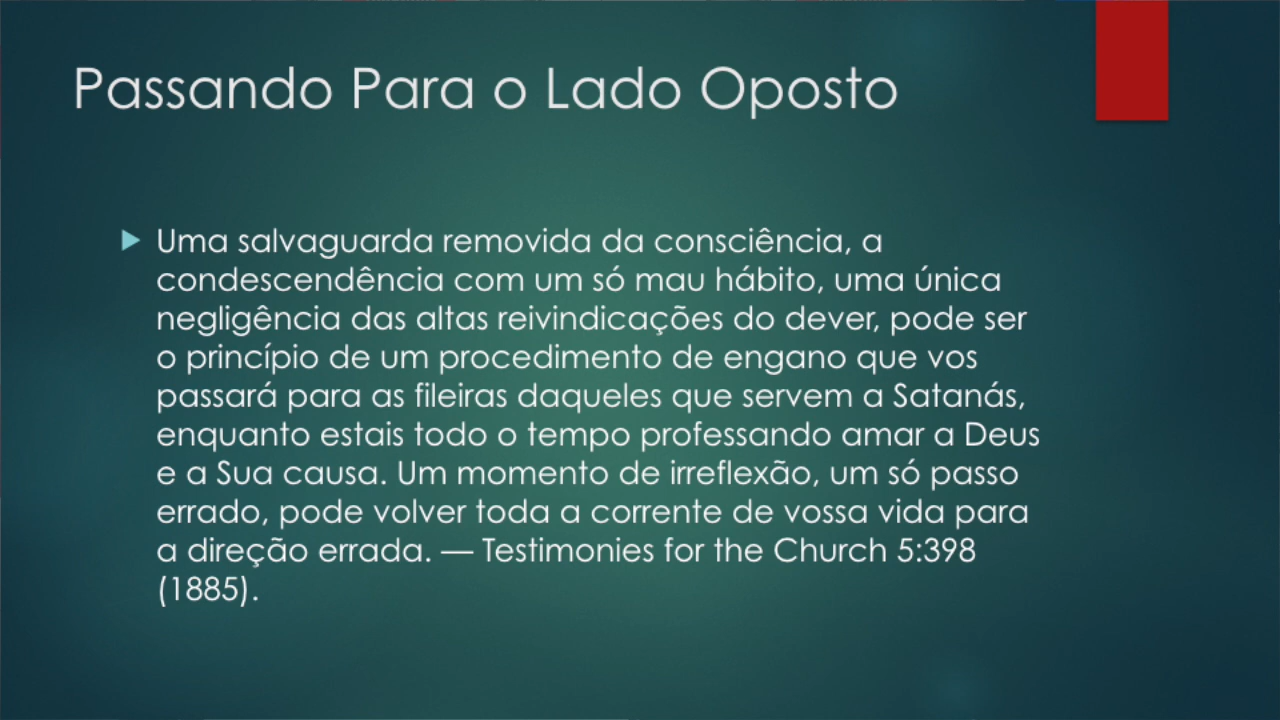 Passando Para o Lado Oposto
Uma salvaguarda removida da consciência, a
condescendência com um só mau hábito, uma única
negligência das altas reivindicações do dever, pode ser
o princípio de um procedimento de engano que vos
passará para as fileiras daqueles que servem a Satanás,
enquanto estais todo o tempo professando amar a Deus
e a Sua causa. Um momento de irreflexão, um só passo
errado, pode volver toda a corrente de vossa vida para
a direção errada. — Testimonies for the Church 5:398
(1885).